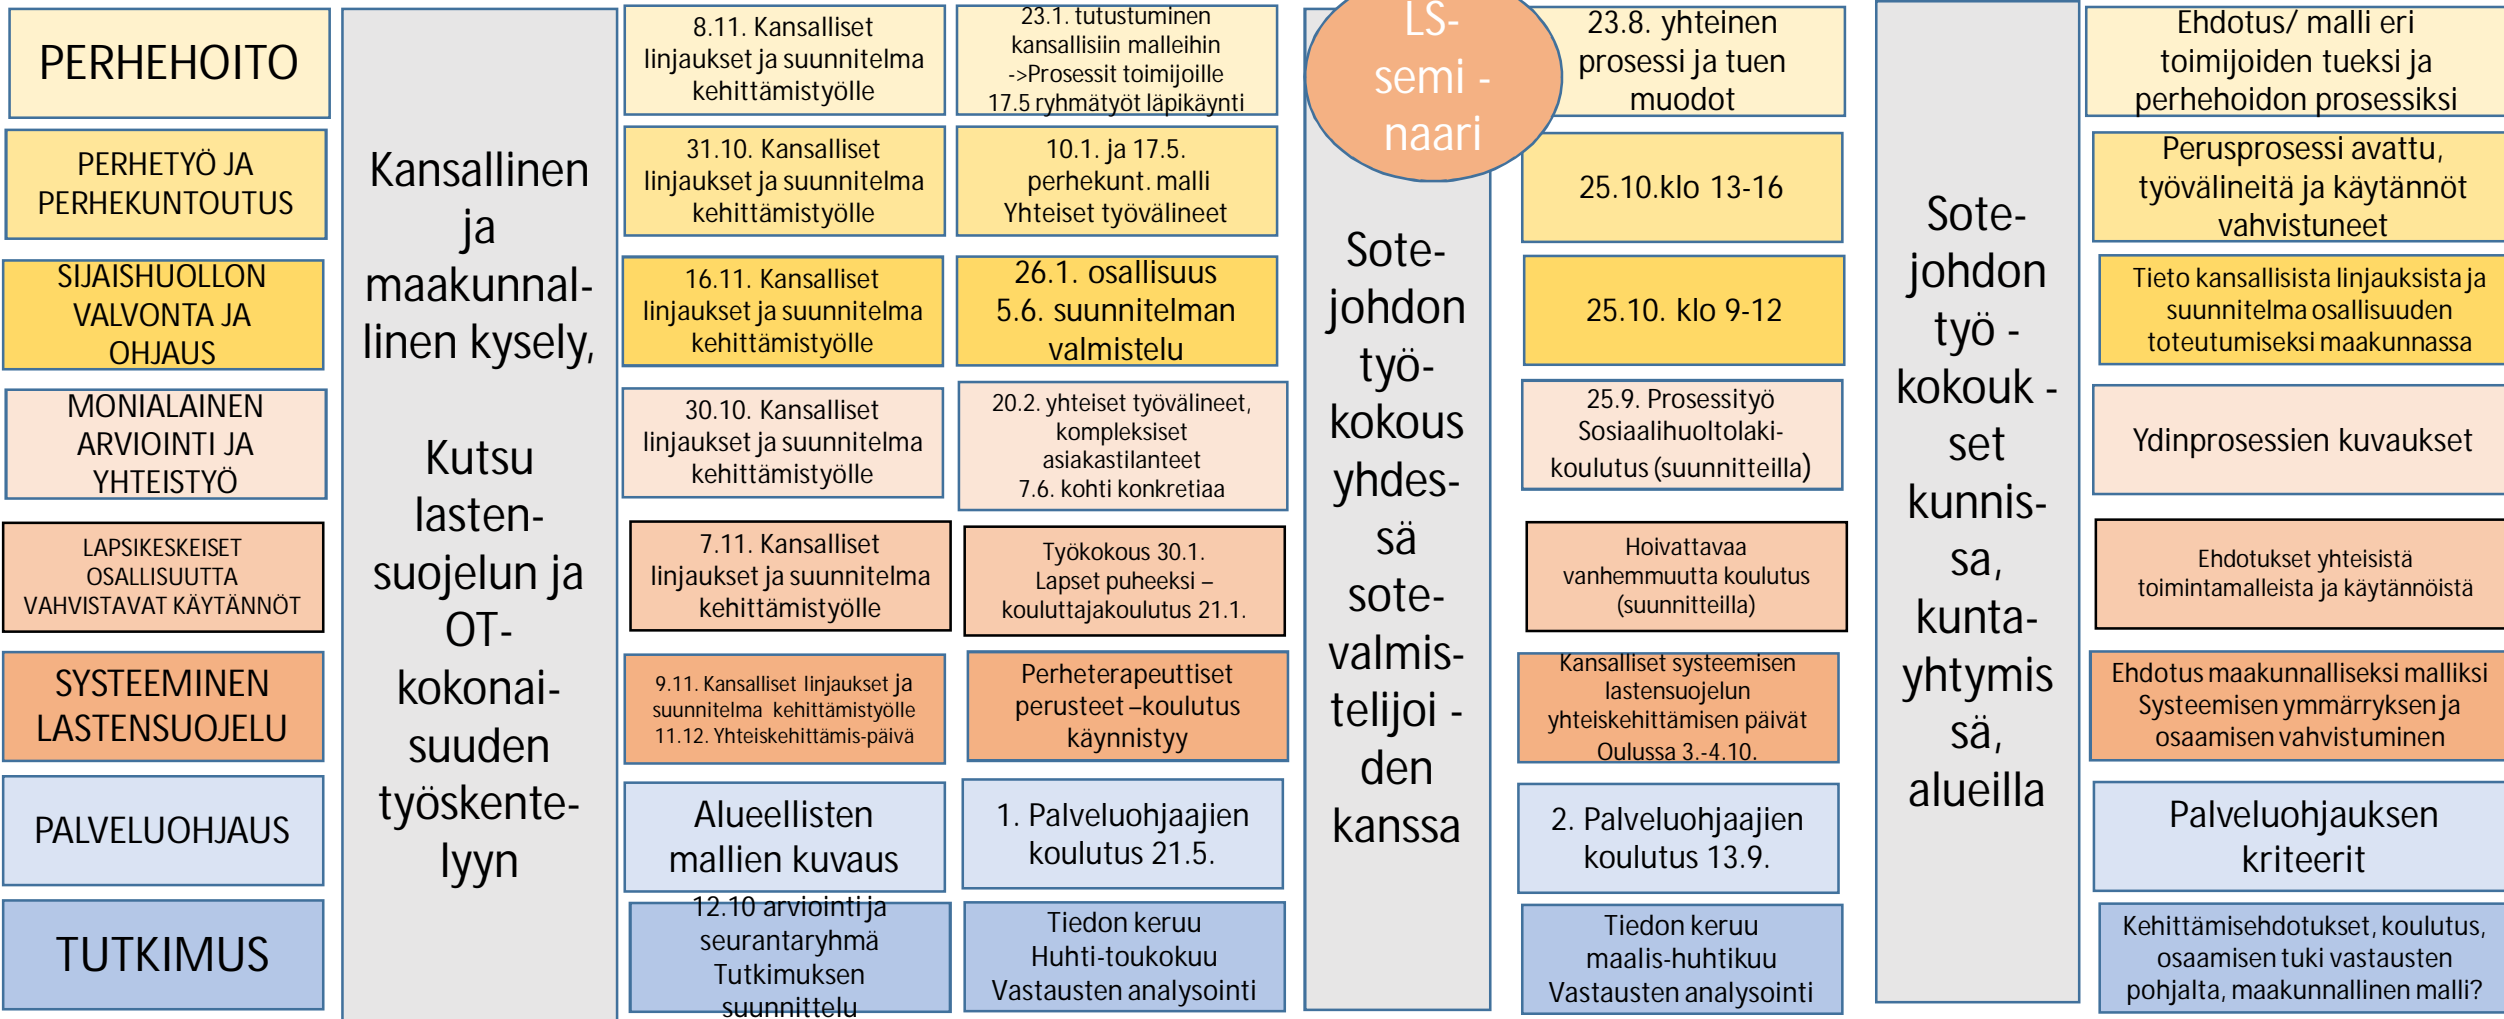 PERHEHOITO
PERHETYÖ JA
PERHEKUNTOUTUS
SIJAISHUOLLON
VALVONTA JA
OHJAUS
MONIALAINEN
ARVIOINTI JA
YHTEISTYÖ
LAPSIKESKEISET
OSALLISUUTTA
VAHVISTAVAT KÄYTÄNNÖT
SYSTEEMINEN
LASTENSUOJELU
PALVELUOHJAUS
TUTKIMUS
Kansallinen
ja
maakunnal-
linen kysely,
Kutsu
lasten-
suojelun ja
OT-
kokonai-
suuden
työskente-
lyyn
8.11. Kansalliset
linjaukset ja suunnitelma
kehittämistyölle
31.10. Kansalliset
linjaukset ja suunnitelma
kehittämistyölle
16.11. Kansalliset
linjaukset ja suunnitelma
kehittämistyölle
30.10. Kansalliset
linjaukset ja suunnitelma
kehittämistyölle
7.11. Kansalliset
linjaukset ja suunnitelma
kehittämistyölle
9.11. Kansalliset linjaukset ja
suunnitelma kehittämistyölle
11.12. Yhteiskehittämis-päivä
Alueellisten
mallien kuvaus
12.10 arviointi ja
seurantaryhmä
Tutkimuksen
suunnittelu
23.1. tutustuminen
kansallisiin malleihin
->Prosessit toimijoille
17.5 ryhmätyöt läpikäynti
10.1. ja 17.5.
perhekunt. malli
Yhteiset työvälineet
26.1. osallisuus
5.6. suunnitelman
valmistelu
20.2. yhteiset työvälineet,
kompleksiset
asiakastilanteet
7.6. kohti konkretiaa
Työkokous 30.1.
Lapset puheeksi –
kouluttajakoulutus 21.1.
Perheterapeuttiset
perusteet –koulutus
käynnistyy
1. Palveluohjaajien
koulutus 21.5.
Tiedon keruu
Huhti-toukokuu
Vastausten analysointi
LS-
semi -
naari
Sote-
johdon
työ-
kokous
yhdes-
sä
sote-
valmis-
telijoi -
den
kanssa
23.8. yhteinen
prosessi ja tuen
muodot
25.10.klo 13-16
25.10. klo 9-12
25.9. Prosessityö
Sosiaalihuoltolaki-
koulutus (suunnitteilla)
Hoivattavaa
vanhemmuutta koulutus
(suunnitteilla)
Kansalliset systeemisen
lastensuojelun
yhteiskehittämisen päivät
Oulussa 3.-4.10.
2. Palveluohjaajien
koulutus 13.9.
Tiedon keruu
maalis-huhtikuu
Vastausten analysointi
Sote-
johdon
työ -
kokouk -
set
kunnis-
sa,
kunta-
yhtymis
sä,
alueilla
Ehdotus/ malli eri
toimijoiden tueksi ja
perhehoidon prosessiksi
Perusprosessi avattu,
työvälineitä ja käytännöt
vahvistuneet
Tieto kansallisista linjauksista ja
suunnitelma osallisuuden
toteutumiseksi maakunnassa
Ydinprosessien kuvaukset
Ehdotukset yhteisistä
toimintamalleista ja käytännöistä
Ehdotus maakunnalliseksi malliksi
Systeemisen ymmärryksen ja
osaamisen vahvistuminen
Palveluohjauksen
kriteerit
Kehittämisehdotukset, koulutus,
osaamisen tuki vastausten
pohjalta, maakunnallinen malli?